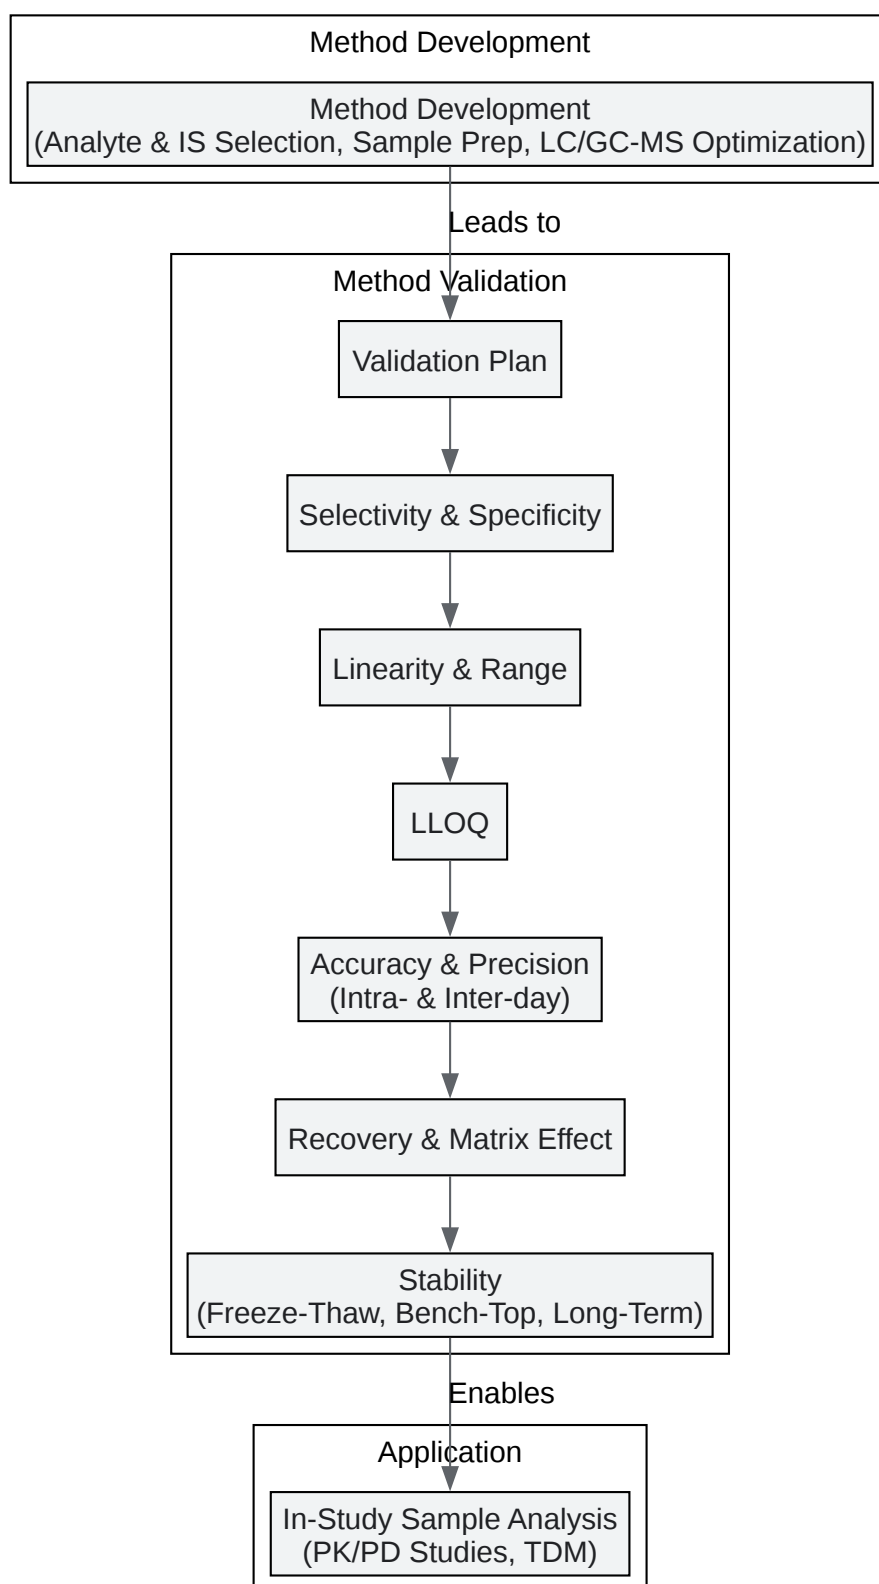 Method Development
Method Development
(Analyte & IS Selection, Sample Prep, LC/GC-MS Optimization)
Leads to
Method Validation
Validation Plan
Selectivity & Specificity
Linearity & Range
LLOQ
Accuracy & Precision
(Intra- & Inter-day)
Recovery & Matrix Effect
Stability
(Freeze-Thaw, Bench-Top, Long-Term)
Enables
Application
In-Study Sample Analysis
(PK/PD Studies, TDM)